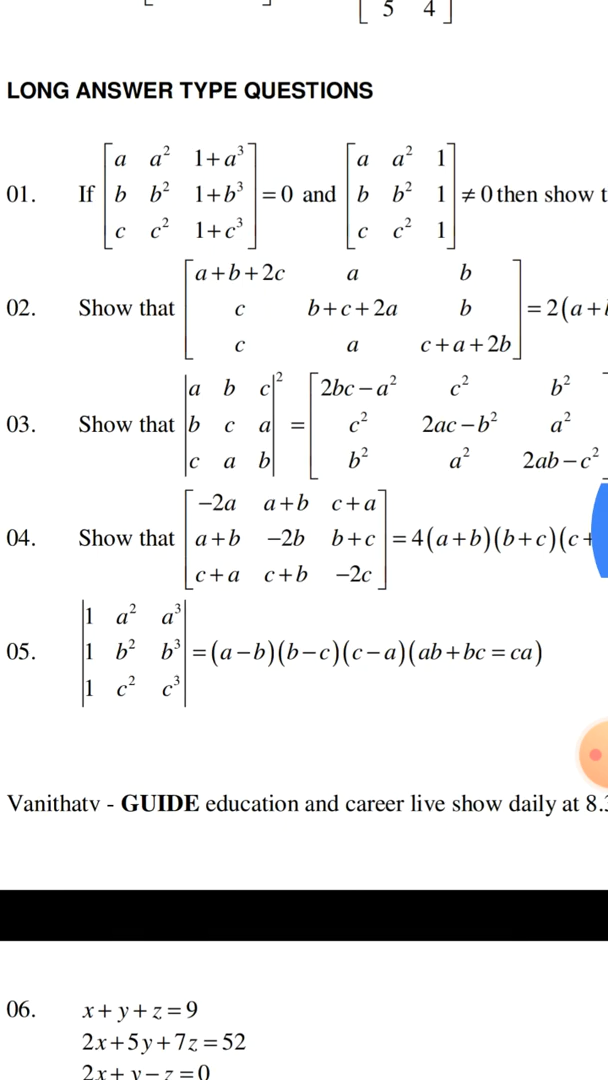 [ 5 4 ]
LONG ANSWER TYPE QUESTIONS
01. If [a a² 1+a³; b b² 1+b³; c c² 1+c³] = 0 and [a a² 1; b b² 1; c c² 1] ≠ 0 then show
02. Show that [a+b+2c a b; c b+c+2a b; c a c+a+2b] = 2(a+
03. Show that |a b c; b c a; c a b|² = [2bc−a² c² b²; c² 2ac−b² a²; b² a² 2ab−c²
04. Show that [−2a a+b c+a; a+b −2b b+c; c+a c+b −2c] = 4(a+b)(b+c)(c+
05. |1 a² a³; 1 b² b³; 1 c² c³| = (a−b)(b−c)(c−a)(ab+bc=ca)
Vanithatv - GUIDE education and career live show daily at 8.
06. x+y+z=9
2x+5y+7z=52
2x+y−z=0